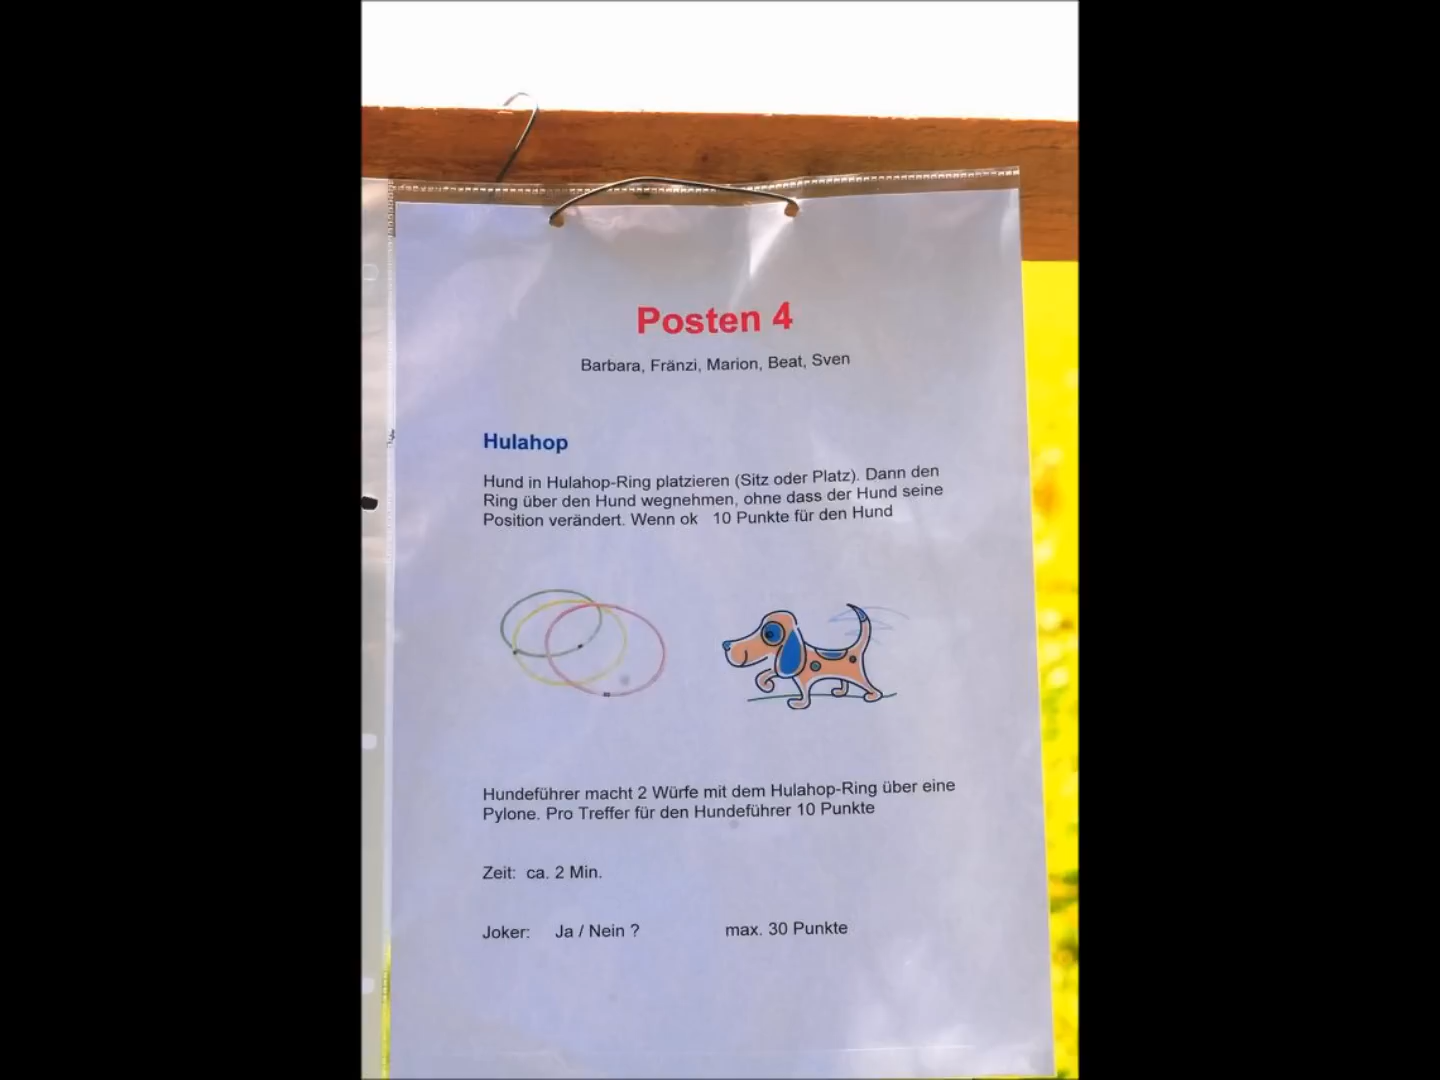 Posten 4
Barbara, Fränzi, Marion, Beat, Sven
Hulahop
Hund in Hulahop-Ring platzieren (Sitz oder Platz). Dann den
Ring über den Hund wegnehmen, ohne dass der Hund seine
Position verändert. Wenn ok 10 Punkte für den Hund
Hundeführer macht 2 Würfe mit dem Hulahop-Ring über eine
Pylone. Pro Treffer für den Hundeführer 10 Punkte
Zeit: ca. 2 Min.
Joker: Ja / Nein ? max. 30 Punkte